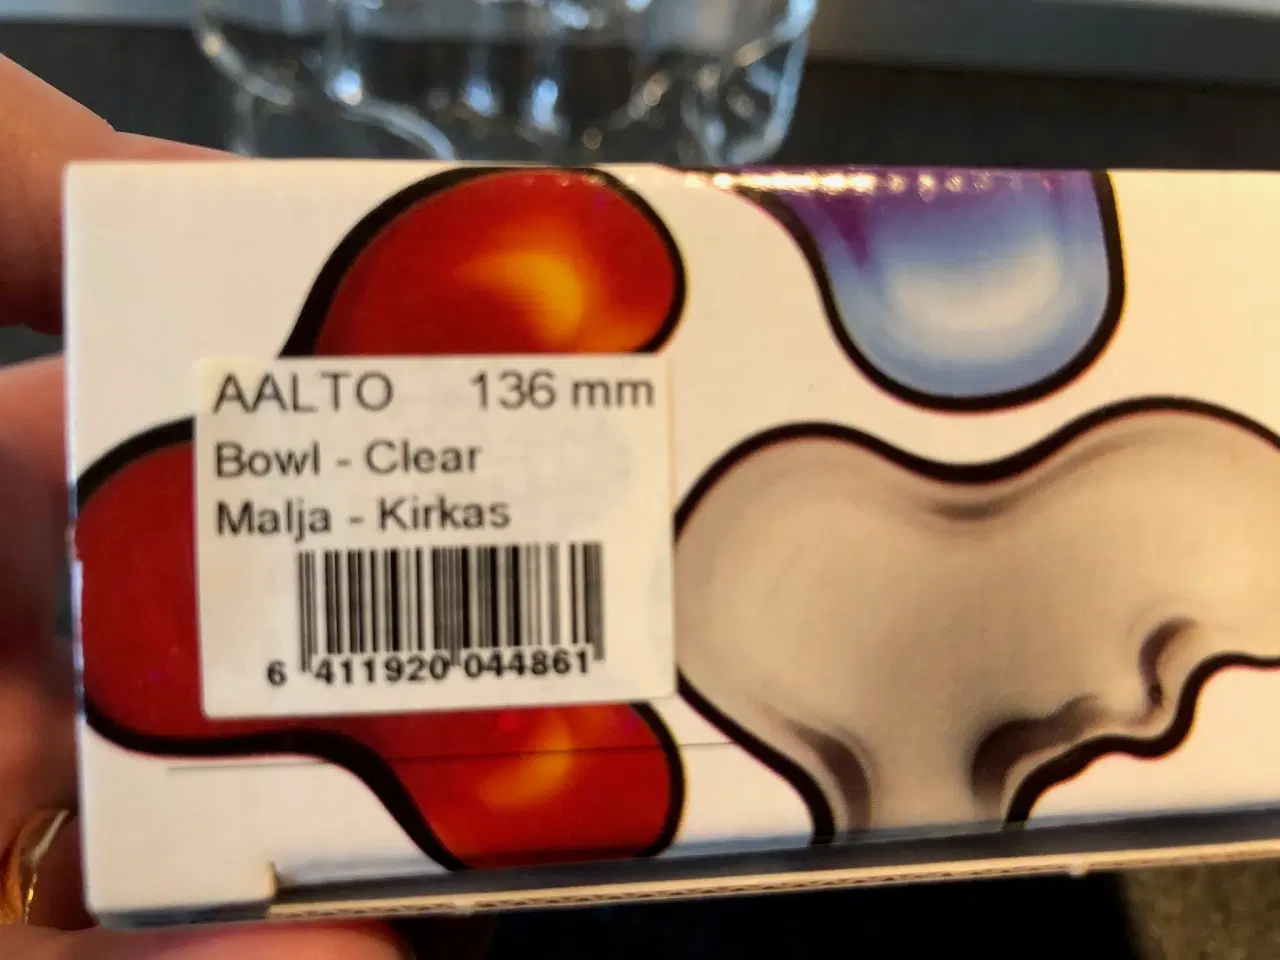 AALTO 136 mm
Bowl - Clear
Malja - Kirkas
6 411920 044861